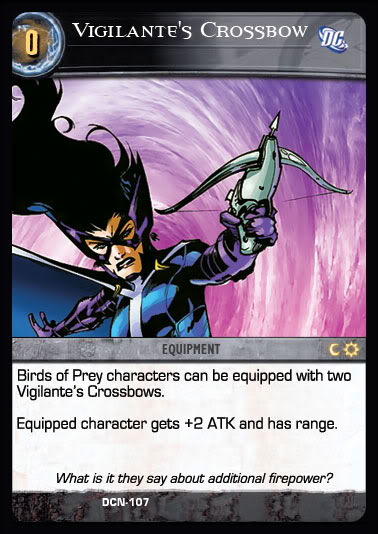 0
VIGILANTE'S CROSSBOW
DC
EQUIPMENT
Birds of Prey characters can be equipped with two
Vigilante's Crossbows.
Equipped character gets +2 ATK and has range.
What is it they say about additional firepower?
DCN-107